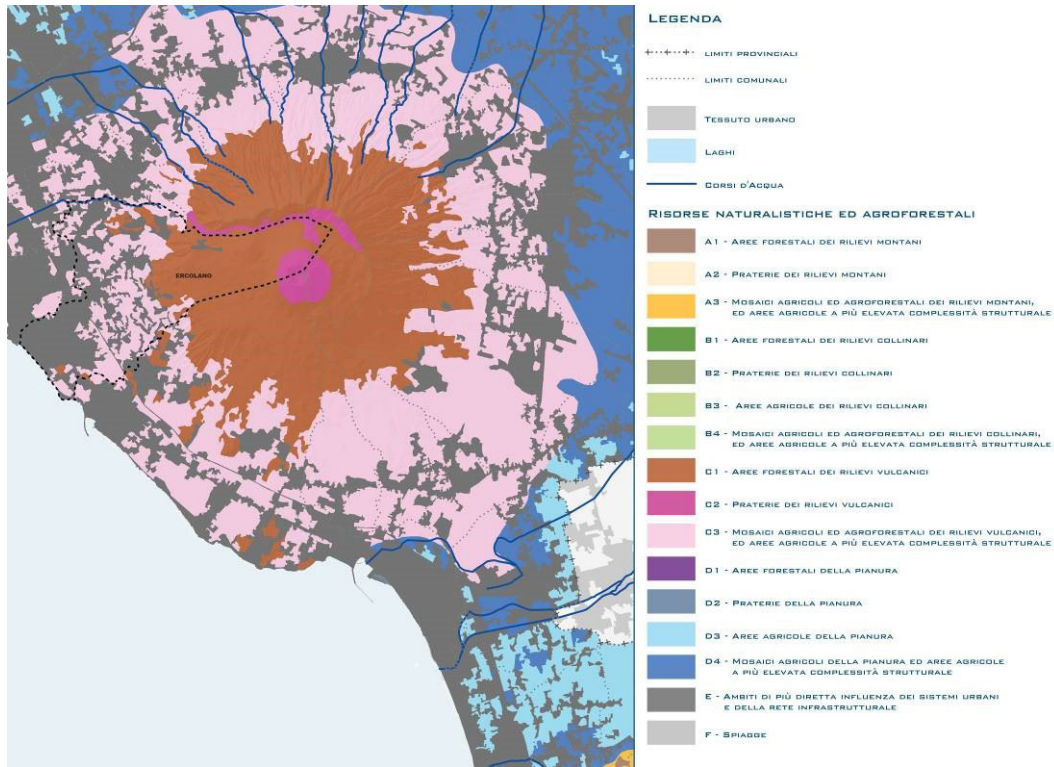 LEGENDA
LIMITI PROVINCIALI
LIMITI COMUNALI
TESSUTO URBANO
LAGHI
CORSI D'ACQUA
RISORSE NATURALISTICHE ED AGROFORESTALI
A1 - AREE FORESTALI DEI RILIEVI MONTANI
A2 - PRATERIE DEI RILIEVI MONTANI
A3 - MOSAICI AGRICOLI ED AGROFORESTALI DEI RILIEVI MONTANI,
ED AREE AGRICOLE A PIÙ ELEVATA COMPLESSITÀ STRUTTURALE
B1 - AREE FORESTALI DEI RILIEVI COLLINARI
B2 - PRATERIE DEI RILIEVI COLLINARI
B3 - AREE AGRICOLE DEI RILIEVI COLLINARI
B4 - MOSAICI AGRICOLI ED AGROFORESTALI DEI RILIEVI COLLINARI,
ED AREE AGRICOLE A PIÙ ELEVATA COMPLESSITÀ STRUTTURALE
C1 - AREE FORESTALI DEI RILIEVI VULCANICI
C2 - PRATERIE DEI RILIEVI VULCANICI
C3 - MOSAICI AGRICOLI ED AGROFORESTALI DEI RILIEVI VULCANICI,
ED AREE AGRICOLE A PIÙ ELEVATA COMPLESSITÀ STRUTTURALE
D1 - AREE FORESTALI DELLA PIANURA
D2 - PRATERIE DELLA PIANURA
D3 - AREE AGRICOLE DELLA PIANURA
D4 - MOSAICI AGRICOLI DELLA PIANURA ED AREE AGRICOLE
A PIÙ ELEVATA COMPLESSITÀ STRUTTURALE
E - AMBITI DI PIÙ DIRETTA INFLUENZA DEI SISTEMI URBANI
E DELLA RETE INFRASTRUTTURALE
F - SPIAGGE
ERCOLANO